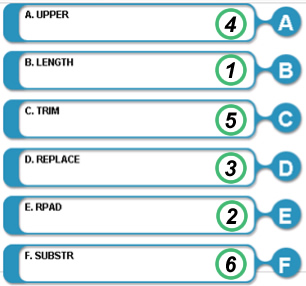 A. UPPER 4 A
B. LENGTH 1 B
C. TRIM 5 C
D. REPLACE 3 D
E. RPAD 2 E
F. SUBSTR 6 F